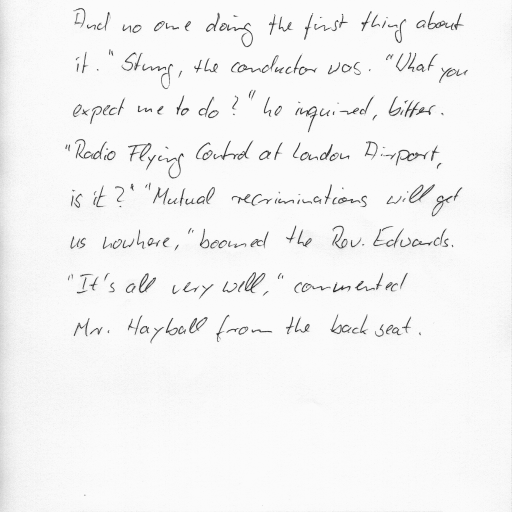 And no one doing the first thing about
it." Stung, the conductor was. "What you
expect me to do?" he inquired, bitter.
"Radio Flying Control at London Airport,
is it?" "Mutual recriminations will get
us nowhere," boomed the Rev. Edwards.
"It's all very well," commented
Mr. Hayball from the back seat.